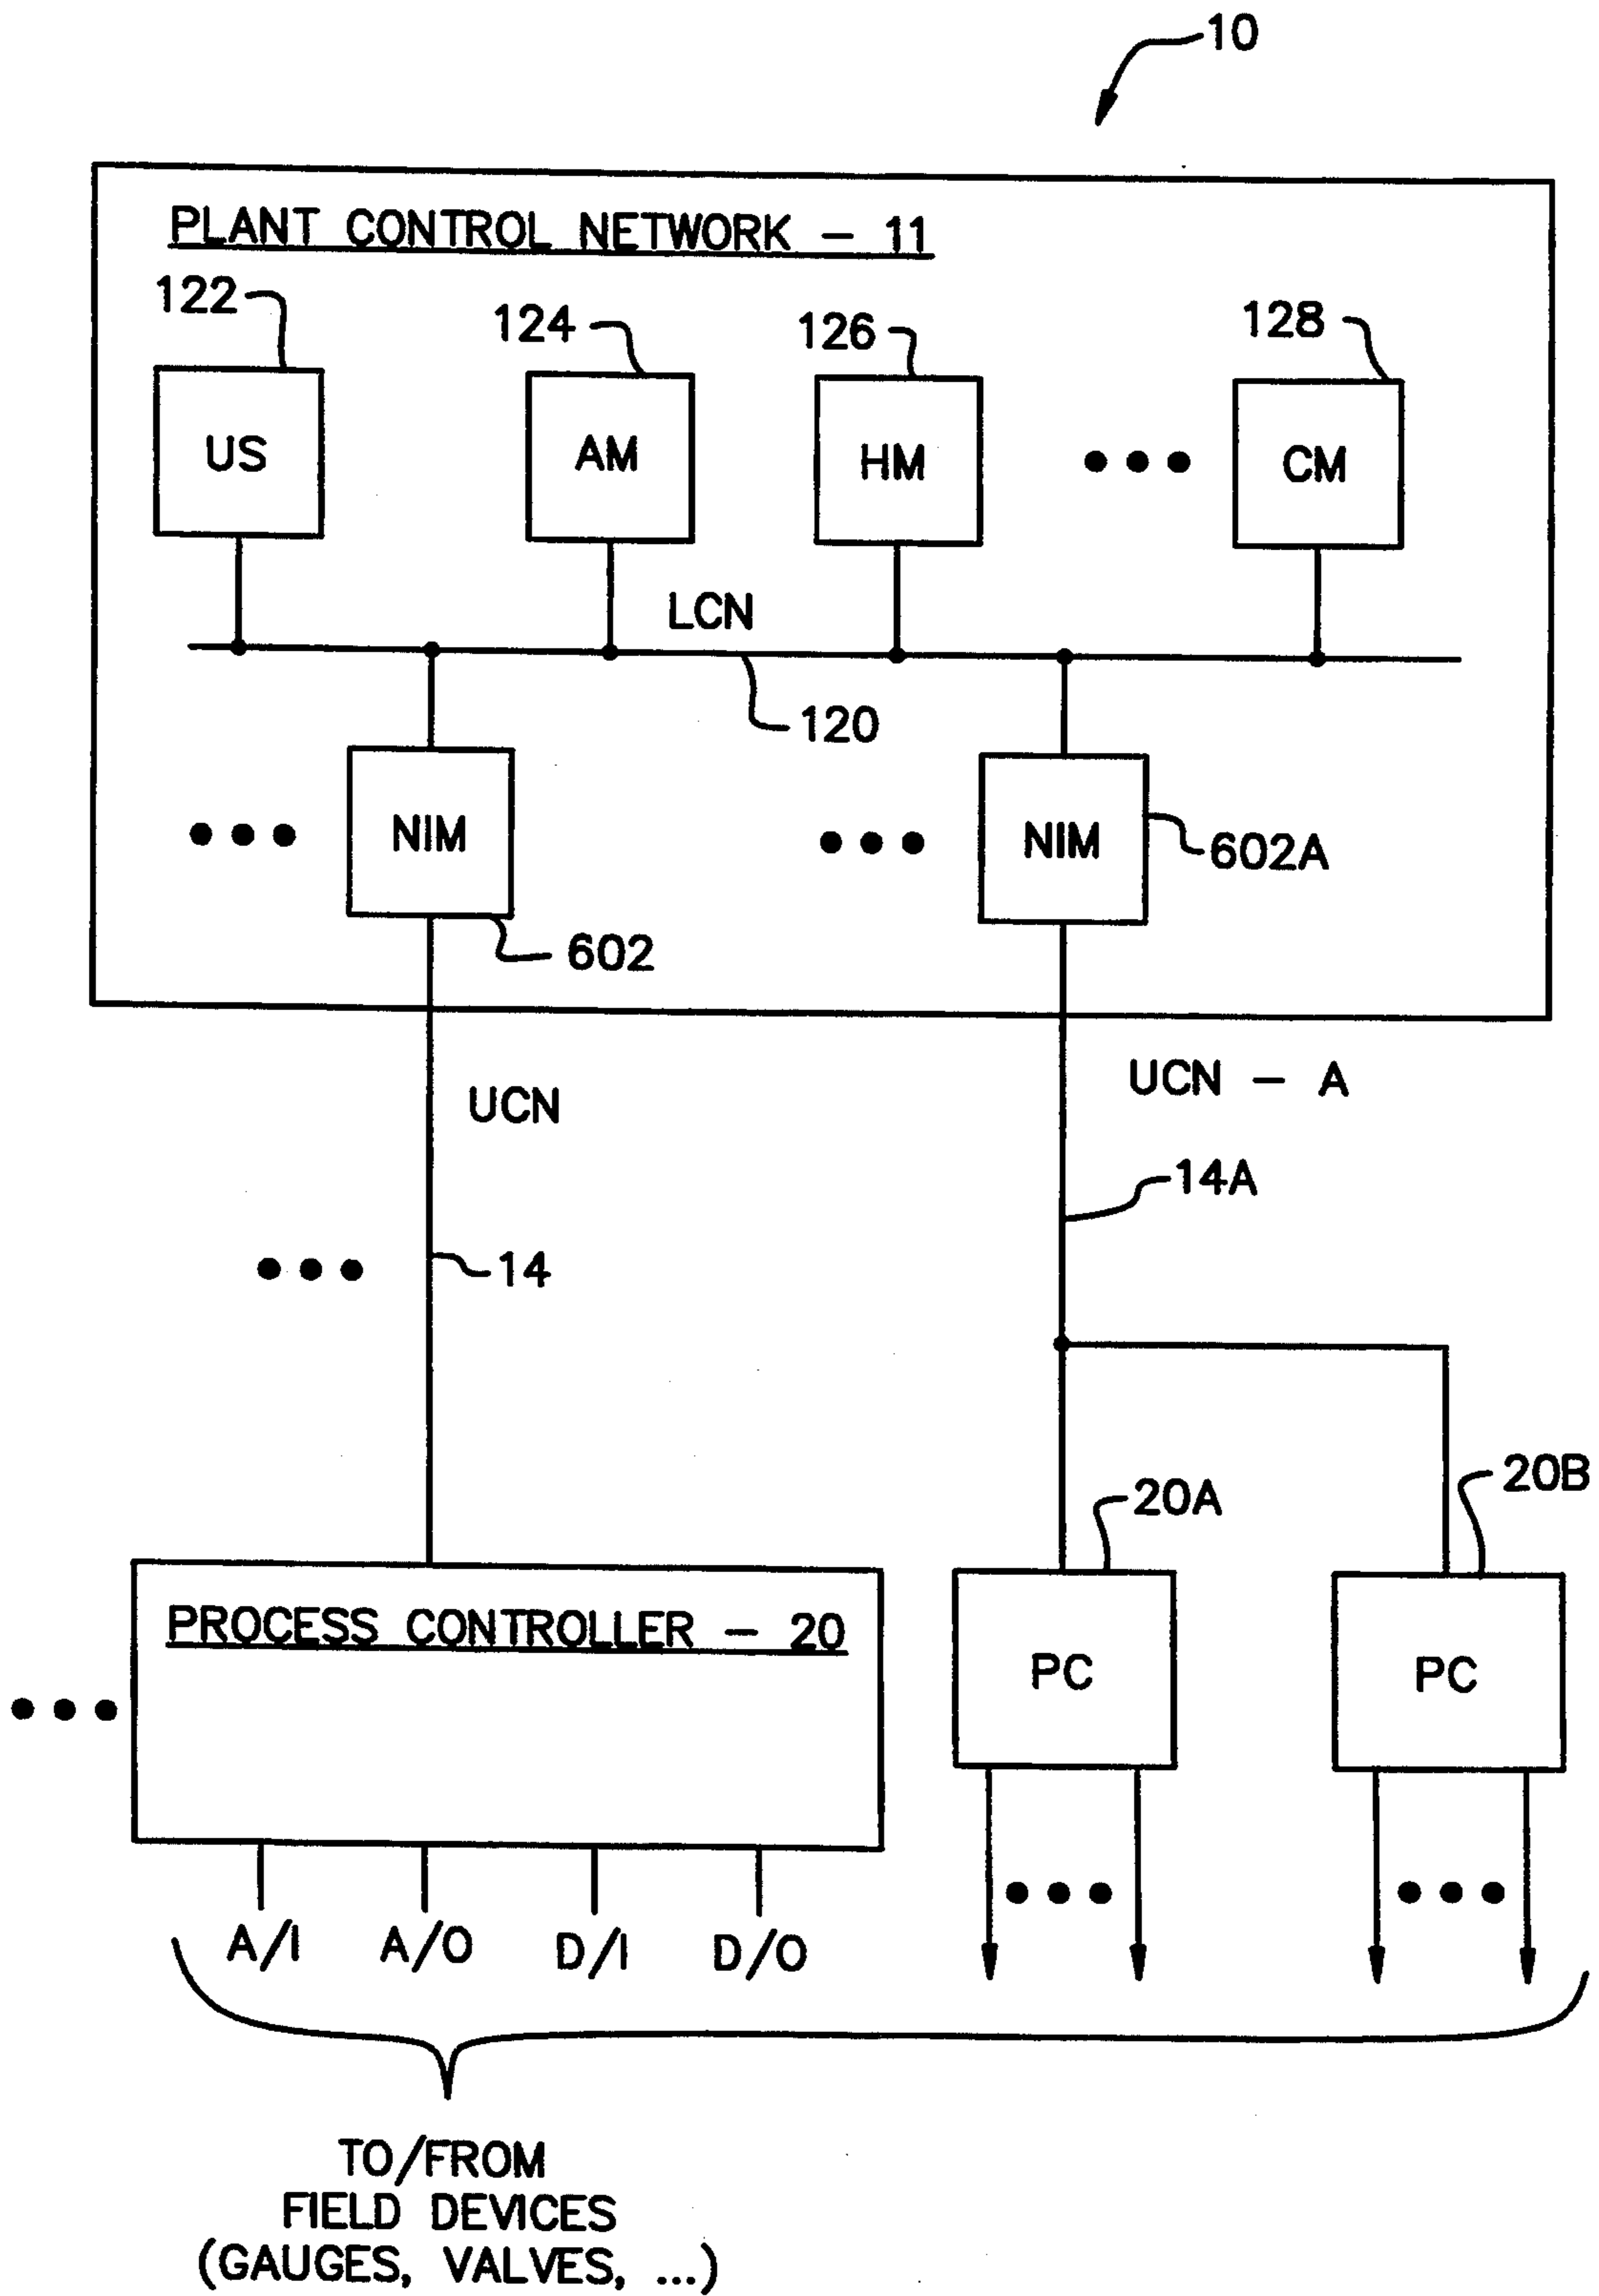 10
PLANT CONTROL NETWORK - 11
122
124
126
128
US
AM
HM
CM
LCN
120
NIM
NIM
602A
602
UCN - A
UCN
14A
14
20B
20A
PROCESS CONTROLLER - 20
PC
PC
A/I
A/O
D/I
D/O
TO/FROM
FIELD DEVICES
(GAUGES, VALVES, ...)